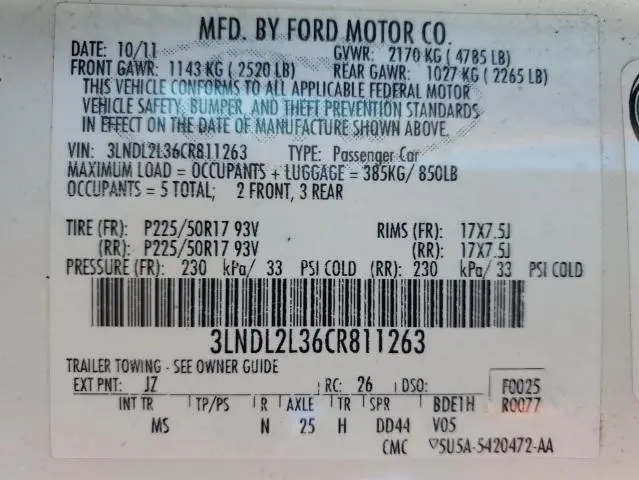 MFD. BY FORD MOTOR CO.
DATE: 10/11 GVWR: 2170 KG ( 4785 LB)
FRONT GAWR: 1143 KG ( 2520 LB) REAR GAWR: 1027 KG ( 2265 LB)
THIS VEHICLE CONFORMS TO ALL APPLICABLE FEDERAL MOTOR
VEHICLE SAFETY, BUMPER, AND THEFT PREVENTION STANDARDS
IN EFFECT ON THE DATE OF MANUFACTURE SHOWN ABOVE.
VIN: 3LNDL2L36CR811263 TYPE: Passenger Car
MAXIMUM LOAD = OCCUPANTS + LUGGAGE = 385KG/ 850LB
OCCUPANTS = 5 TOTAL; 2 FRONT, 3 REAR
TIRE (FR): P225/50R17 93V RIMS (FR): 17X7.5J
(RR): P225/50R17 93V (RR): 17X7.5J
PRESSURE (FR): 230 kPa/ 33 PSI COLD (RR): 230 kPa/ 33 PSI COLD
3LNDL2L36CR811263
TRAILER TOWING - SEE OWNER GUIDE
EXT PNT: JZ RC: 26 DSO: F0025
INT TR TP/PS R AXLE TR SPR BDE1H R0077
MS N 25 H DD44 V05
CMC ▽5U5A-5420472-AA